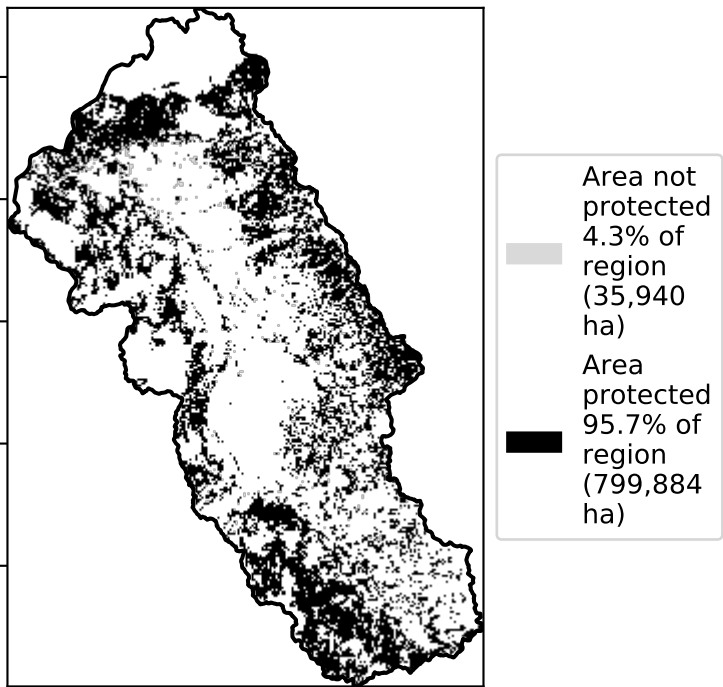 Area not
protected
4.3% of
region
(35,940
ha)
Area
protected
95.7% of
region
(799,884
ha)